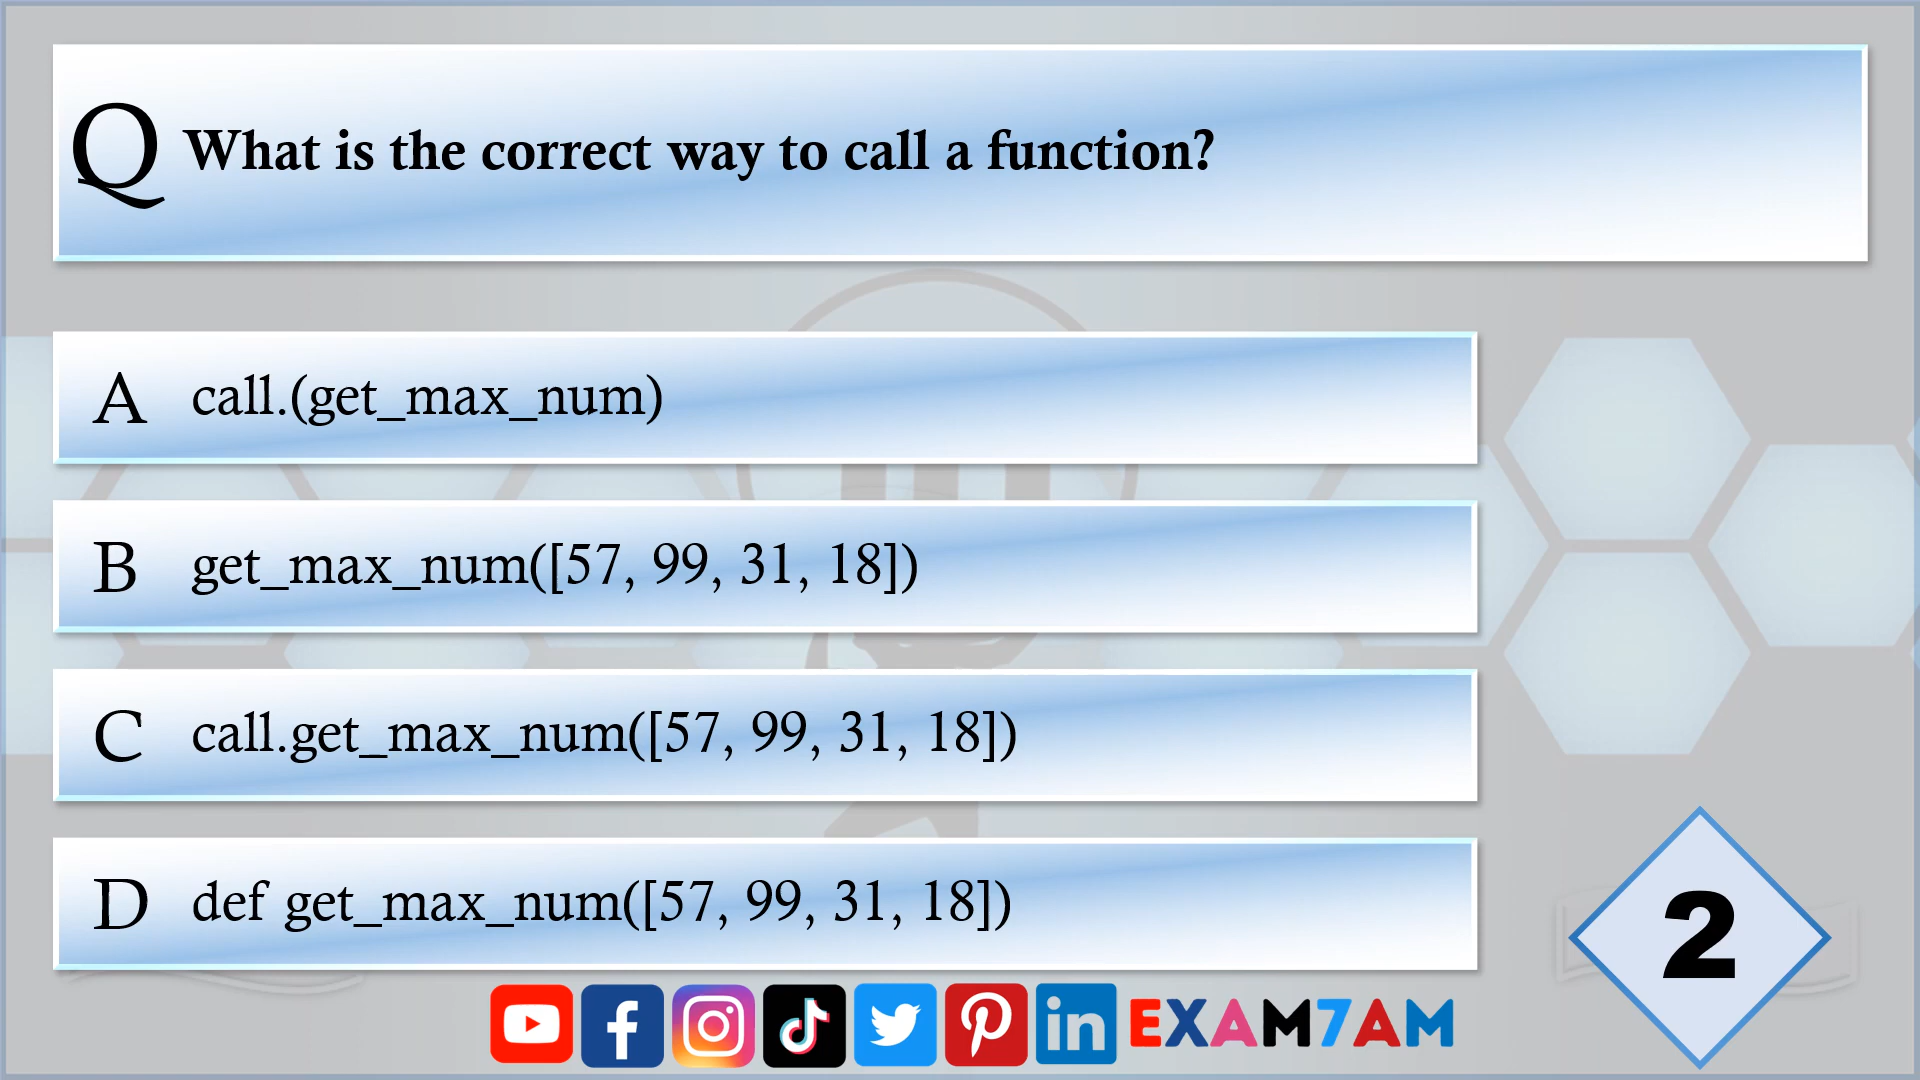 Q What is the correct way to call a function?
A call.(get_max_num)
B get_max_num([57, 99, 31, 18])
C call.get_max_num([57, 99, 31, 18])
D def get_max_num([57, 99, 31, 18])
2
EXAM7AM